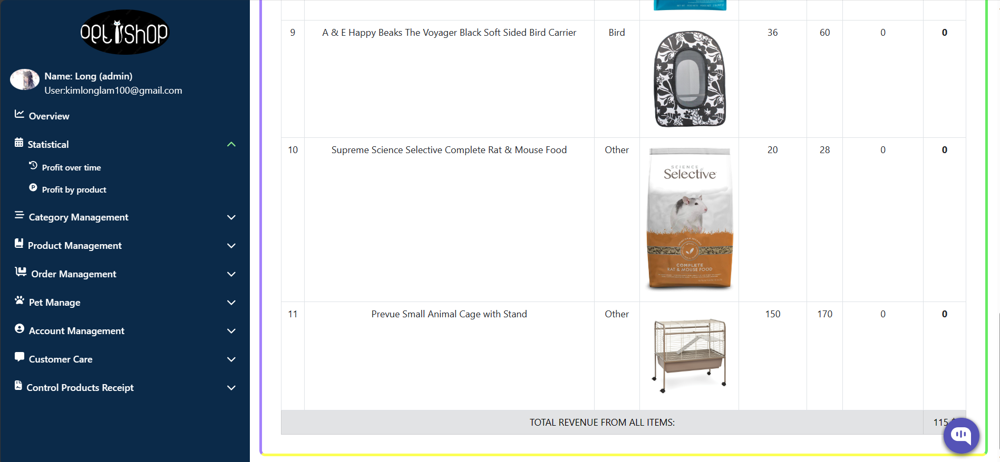 petshop
Name: Long (admin)
User:kimlonglam100@gmail.com
Overview
Statistical
Profit over time
Profit by product
Category Management
Product Management
Order Management
Pet Manage
Account Management
Customer Care
Control Products Receipt
9 A & E Happy Beaks The Voyager Black Soft Sided Bird Carrier Bird 36 60 0 0
10 Supreme Science Selective Complete Rat & Mouse Food Other 20 28 0 0
SCIENCE
Selective
COMPLETE
RAT & MOUSE FOOD
11 Prevue Small Animal Cage with Stand Other 150 170 0 0
TOTAL REVENUE FROM ALL ITEMS: 115